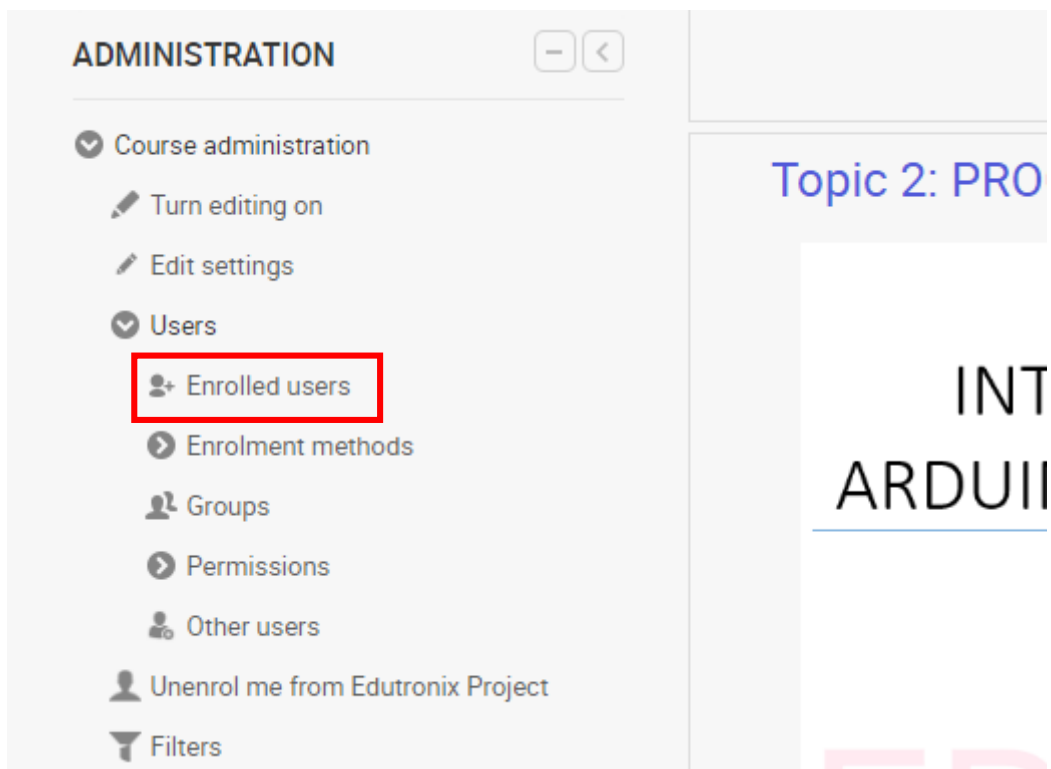 ADMINISTRATION
Course administration
Turn editing on
Edit settings
Users
Enrolled users
Enrolment methods
Groups
Permissions
Other users
Unenrol me from Edutronix Project
Filters
Topic 2: PRO
INT
ARDUI